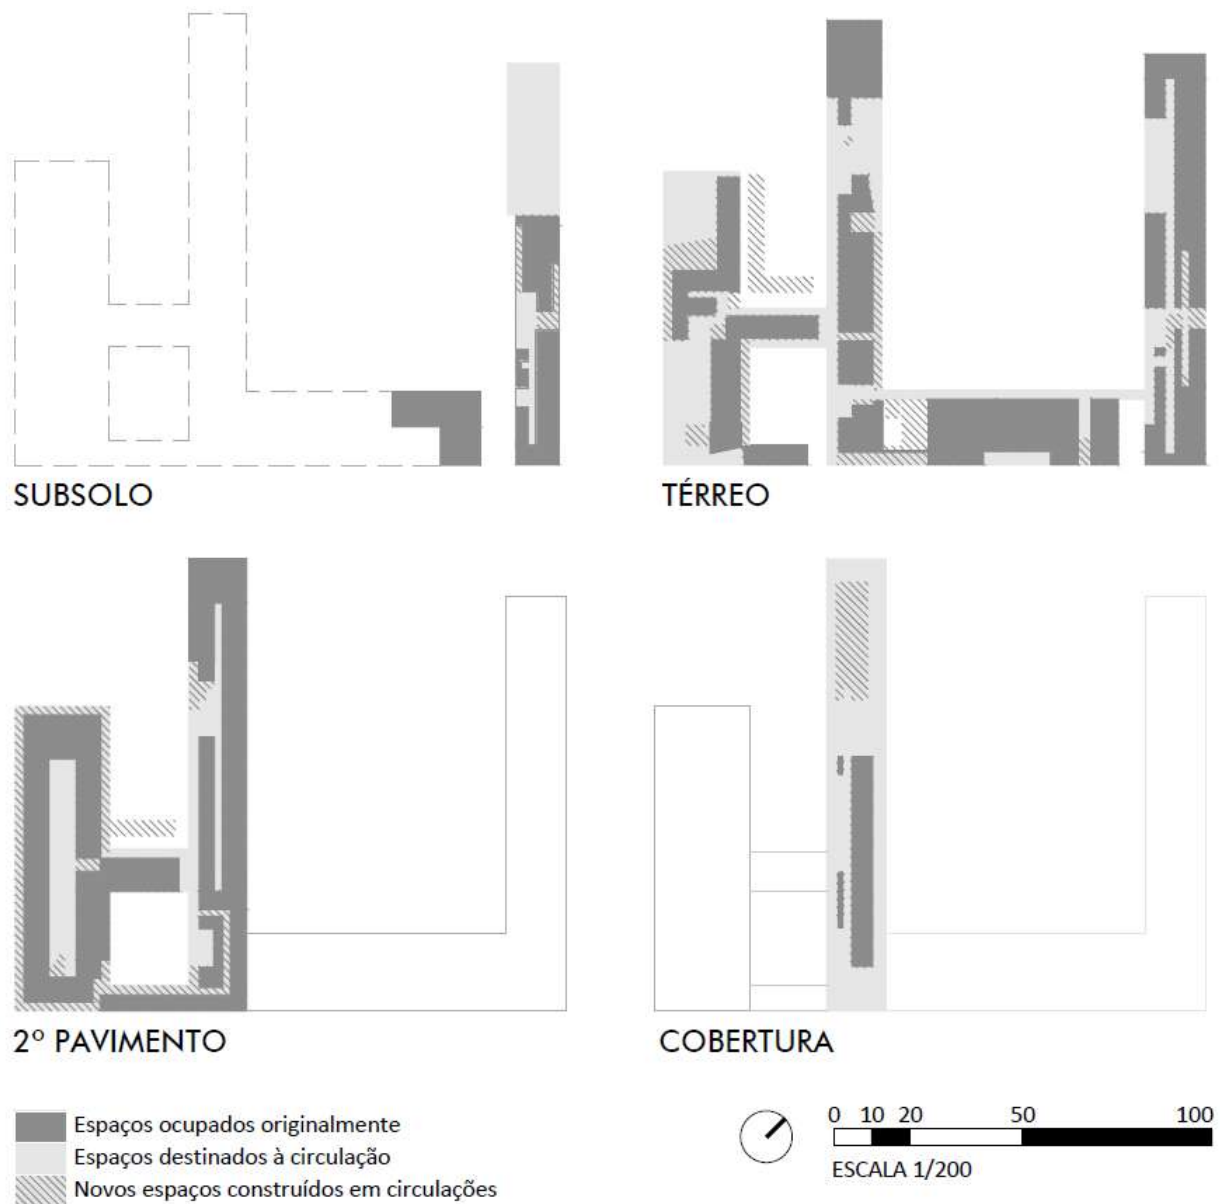 SUBSOLO
TÉRREO
2º PAVIMENTO
COBERTURA
Espaços ocupados originalmente
Espaços destinados à circulação
Novos espaços construídos em circulações
0 10 20 50 100
ESCALA 1/200